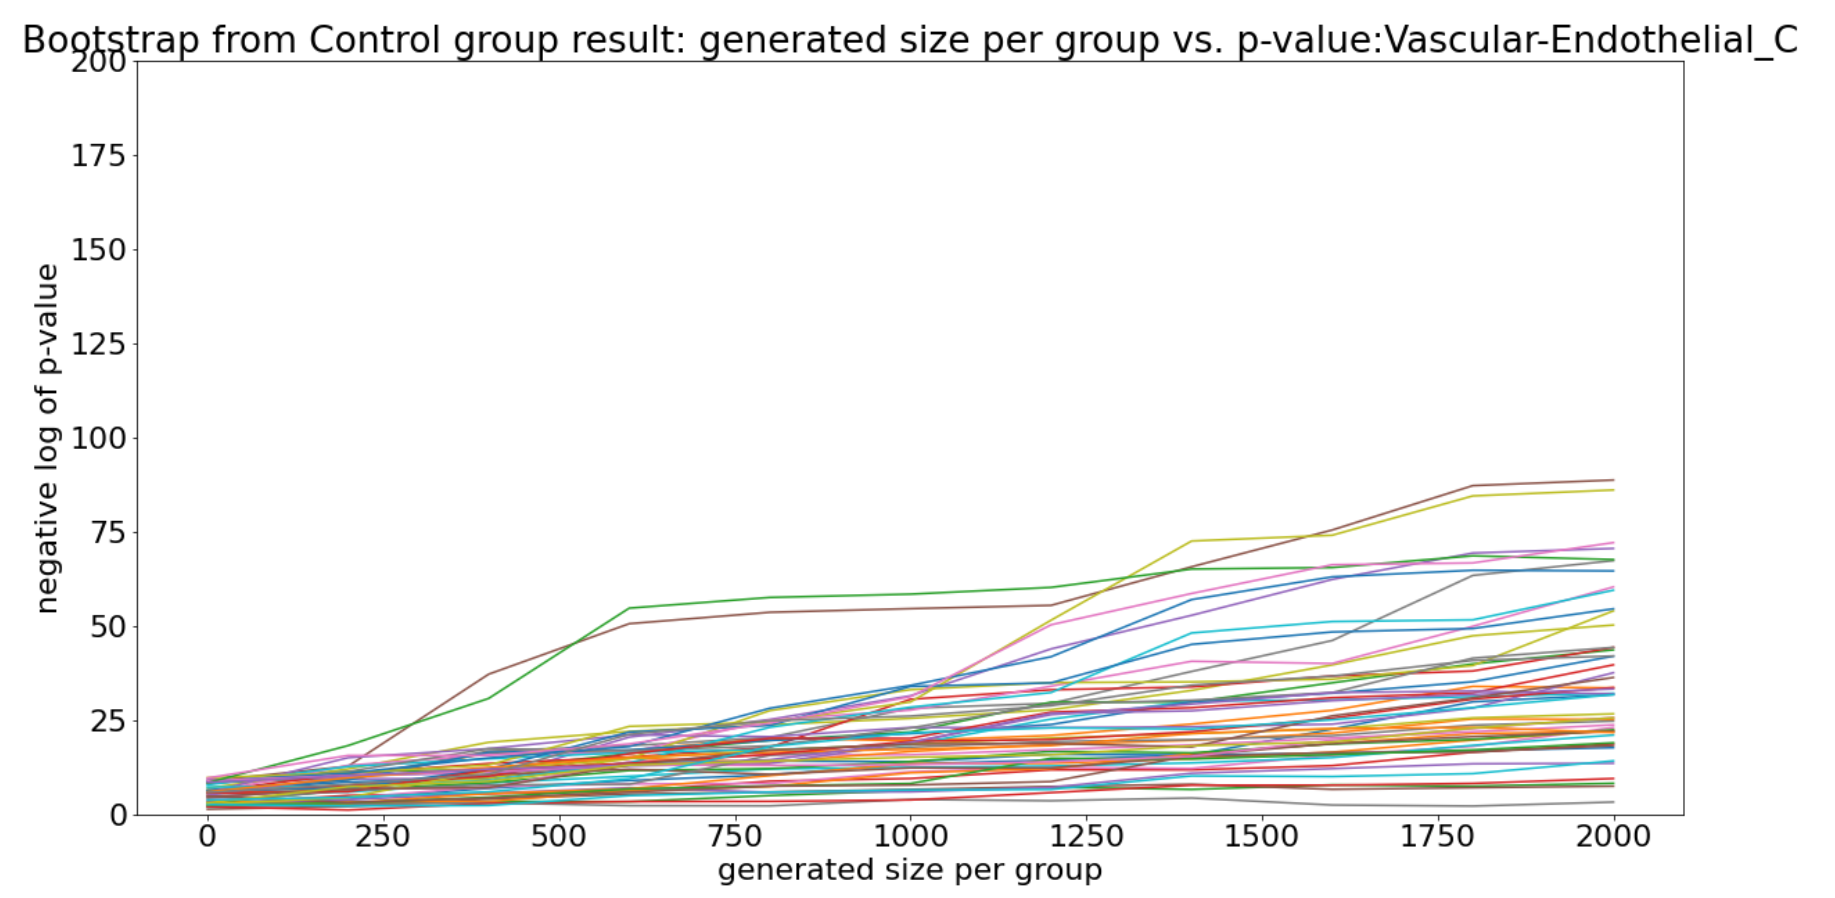 Bootstrap from Control group result: generated size per group vs. p-value:Vascular-Endothelial_C
200
175
150
125
100
75
50
25
0
negative log of p-value
0 250 500 750 1000 1250 1500 1750 2000
generated size per group